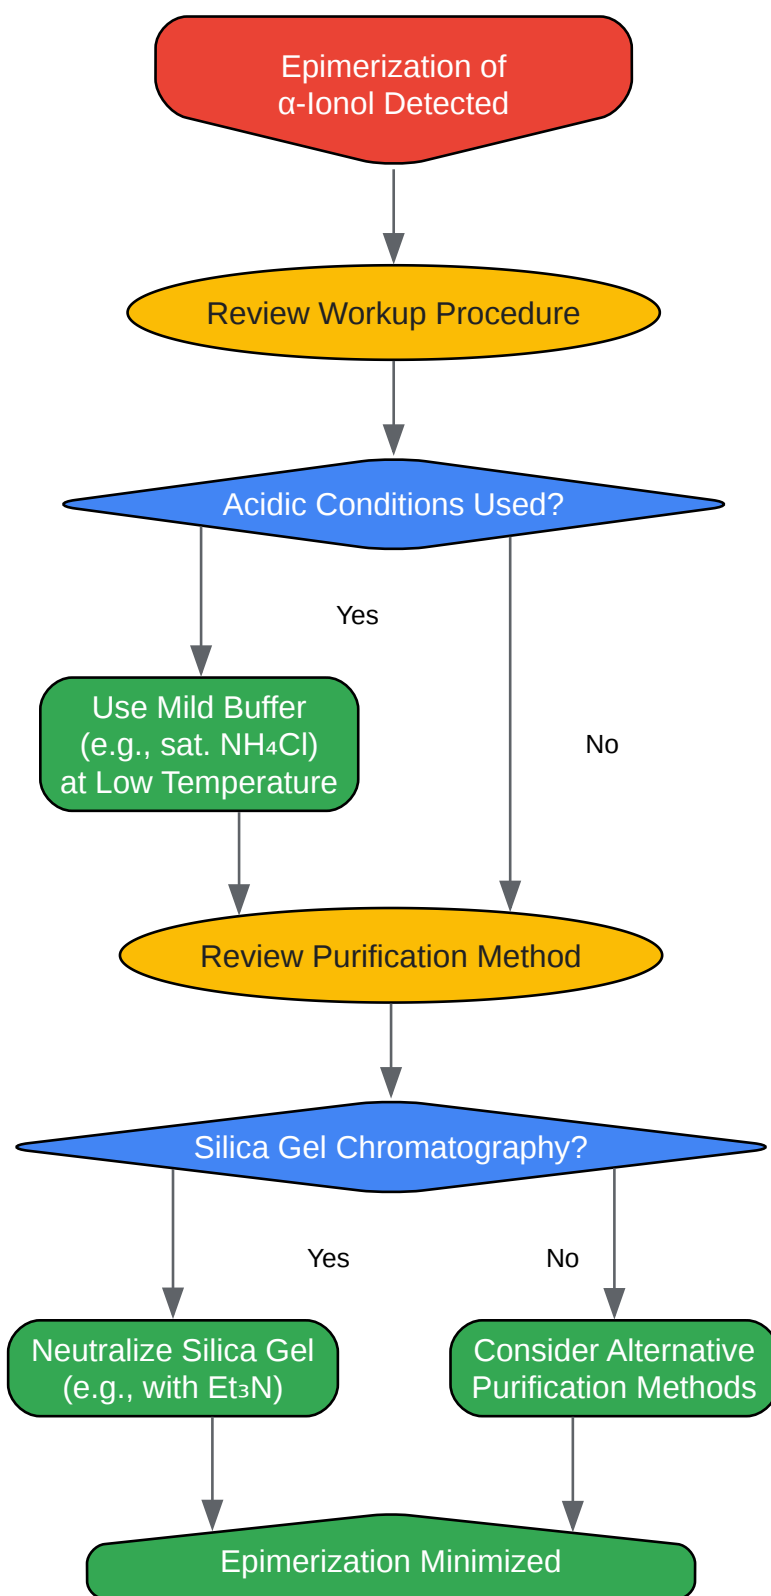 Epimerization of
α-Ionol Detected
Review Workup Procedure
Acidic Conditions Used?
Yes
Use Mild Buffer
(e.g., sat. NH₄Cl)
at Low Temperature
No
Review Purification Method
Silica Gel Chromatography?
Yes
No
Neutralize Silica Gel
(e.g., with Et₃N)
Consider Alternative
Purification Methods
Epimerization Minimized